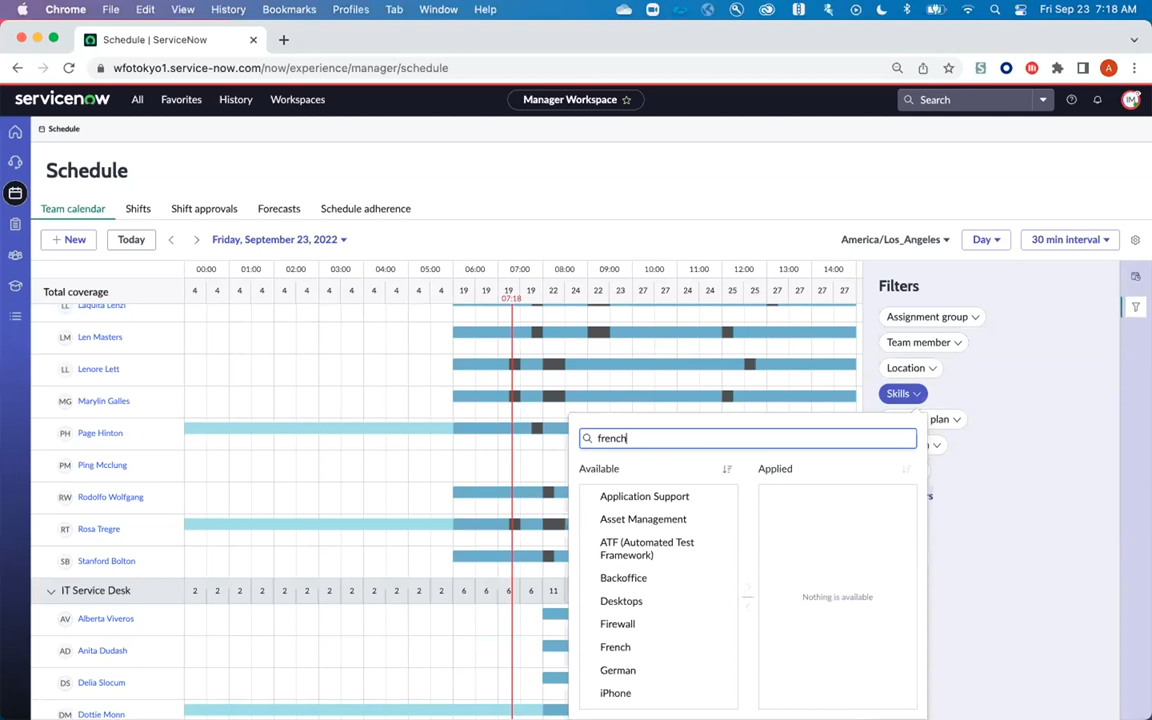 Chrome File Edit View History Bookmarks Profiles Tab Window Help Fri Sep 23 7:18 AM
Schedule | ServiceNow
wfotokyo1.service-now.com/now/experience/manager/schedule
A
servicenow All Favorites History Workspaces Manager Workspace Search IM
Schedule
Schedule
Team calendar Shifts Shift approvals Forecasts Schedule adherence
New Today Friday, September 23, 2022 America/Los_Angeles Day 30 min interval
00:00 01:00 02:00 03:00 04:00 05:00 06:00 07:00 08:00 09:00 10:00 11:00 12:00 13:00 14:00
Total coverage 4 4 4 4 4 4 4 4 4 4 4 4 19 19 19 19 22 24 22 23 24 24 24 24 25 25 27 27 27 27
07:18
LL Laquita Lenzi
LM Len Masters
LL Lenore Lett
MG Marylin Galles
PH Page Hinton
PM Ping Mcclung
RW Rodolfo Wolfgang
RT Rosa Tregre
SB Stanford Bolton
IT Service Desk 2 2 2 2 2 2 2 2 2 2 2 2 6 6 6 6 11
AV Alberta Viveros
AD Anita Dudash
DS Delia Slocum
DM Dottie Monn
Filters
Assignment group
Team member
Location
Skills
plan
french
Available Applied
Application Support
Asset Management
ATF (Automated Test
Framework)
Backoffice
Desktops
Firewall
French
German
iPhone
Nothing is available